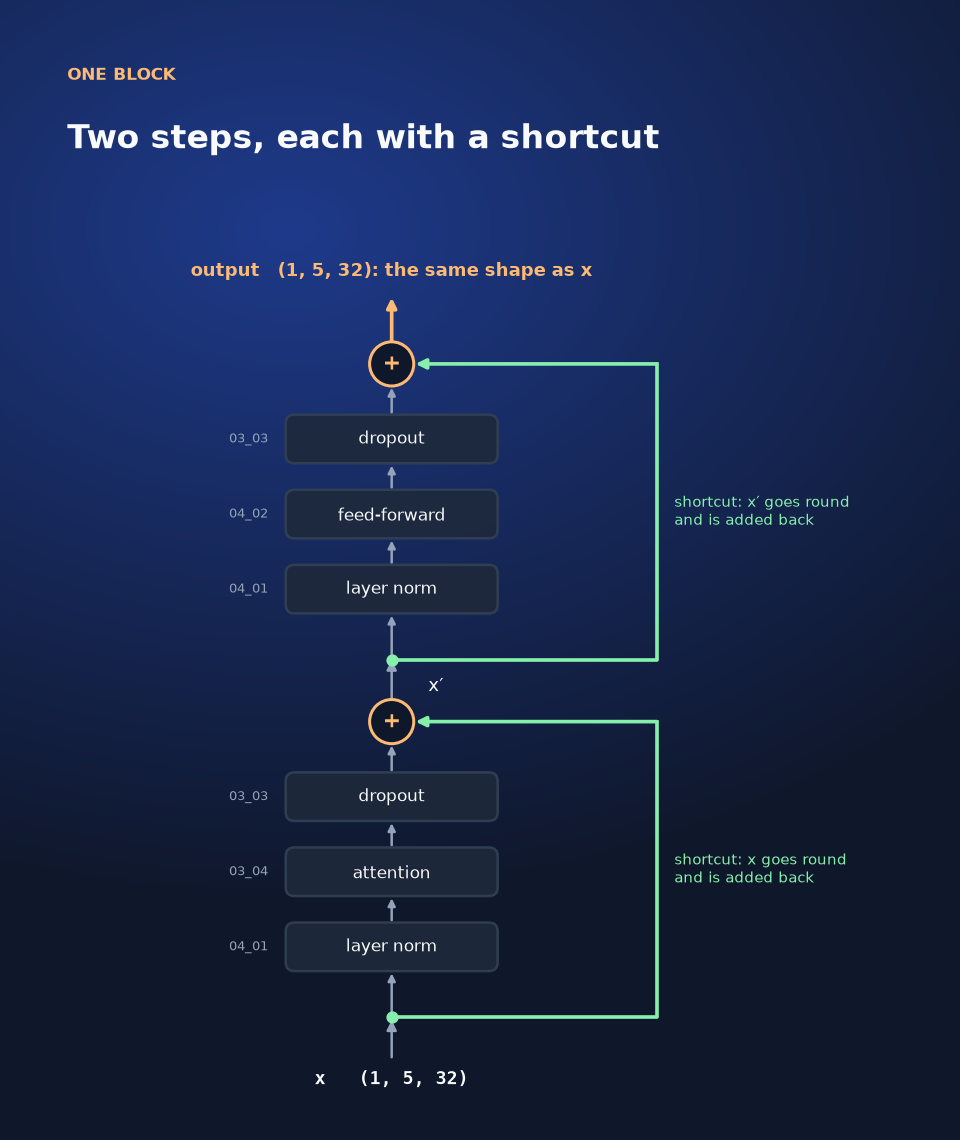 ONE BLOCK
Two steps, each with a shortcut
output (1, 5, 32): the same shape as x
+
03_03 dropout
04_02 feed-forward
shortcut: x′ goes round
and is added back
04_01 layer norm
x′
+
03_03 dropout
03_04 attention
shortcut: x goes round
and is added back
04_01 layer norm
x (1, 5, 32)